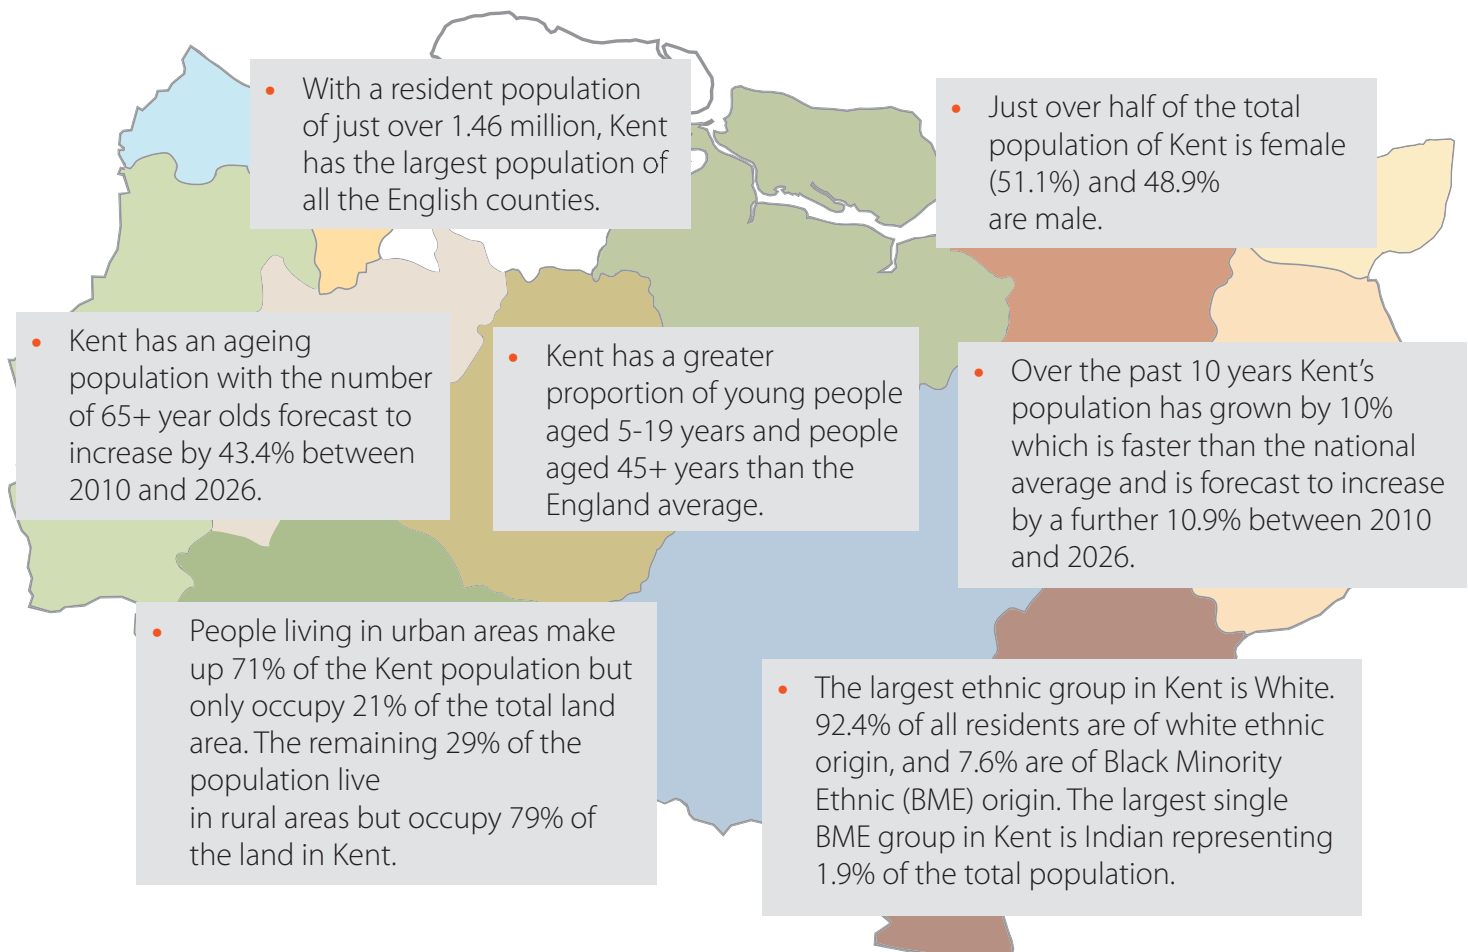 • With a resident population
of just over 1.46 million, Kent
has the largest population of
all the English counties.
• Just over half of the total
population of Kent is female
(51.1%) and 48.9%
are male.
• Kent has an ageing
population with the number
of 65+ year olds forecast to
increase by 43.4% between
2010 and 2026.
• Kent has a greater
proportion of young people
aged 5-19 years and people
aged 45+ years than the
England average.
• Over the past 10 years Kent’s
population has grown by 10%
which is faster than the national
average and is forecast to increase
by a further 10.9% between 2010
and 2026.
• People living in urban areas make
up 71% of the Kent population but
only occupy 21% of the total land
area. The remaining 29% of the
population live
in rural areas but occupy 79% of
the land in Kent.
• The largest ethnic group in Kent is White.
92.4% of all residents are of white ethnic
origin, and 7.6% are of Black Minority
Ethnic (BME) origin. The largest single
BME group in Kent is Indian representing
1.9% of the total population.